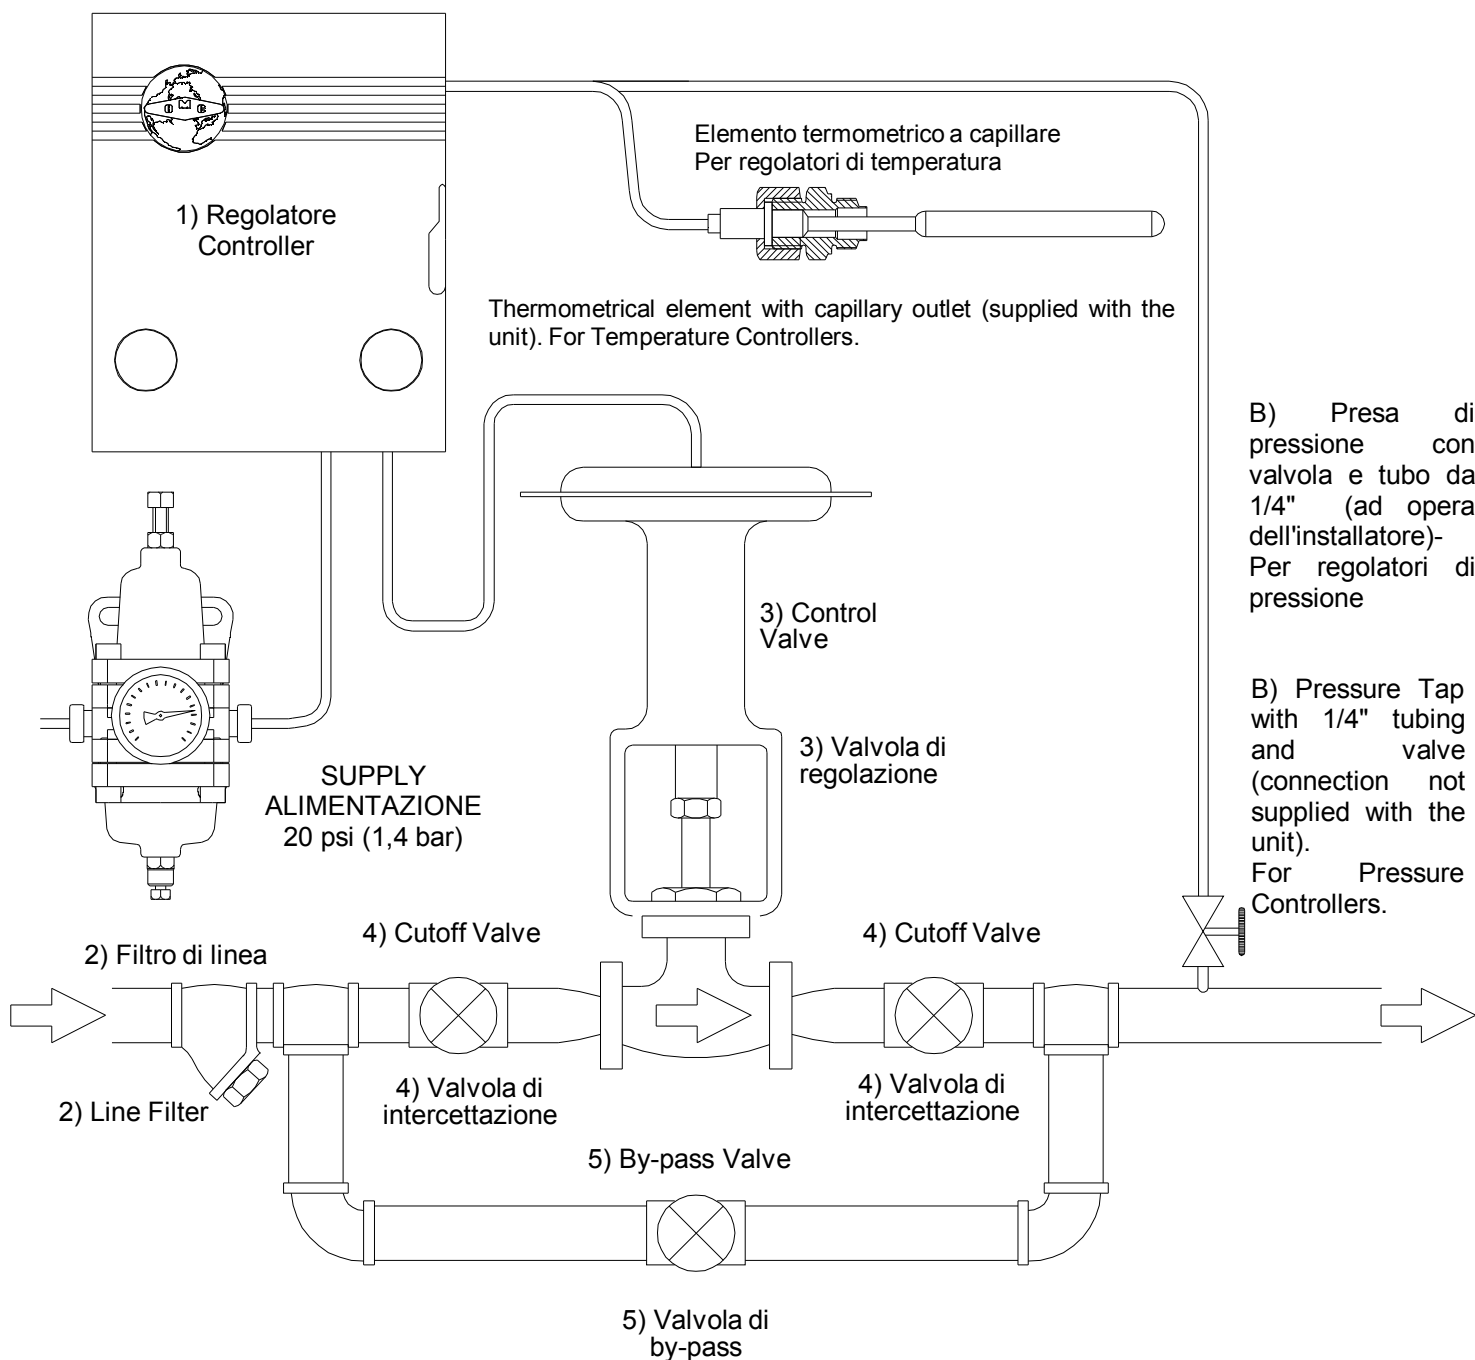 O M C
Elemento termometrico a capillare
Per regolatori di temperatura
1) Regolatore
Controller
Thermometrical element with capillary outlet (supplied with the
unit). For Temperature Controllers.
B) Presa di
pressione con
valvola e tubo da
1/4" (ad opera
dell'installatore)-
Per regolatori di
pressione
3) Control
Valve
B) Pressure Tap
with 1/4" tubing
and valve
(connection not
supplied with the
unit).
For Pressure
Controllers.
3) Valvola di
regolazione
SUPPLY
ALIMENTAZIONE
20 psi (1,4 bar)
4) Cutoff Valve
4) Cutoff Valve
2) Filtro di linea
2) Line Filter
4) Valvola di
intercettazione
4) Valvola di
intercettazione
5) By-pass Valve
5) Valvola di
by-pass